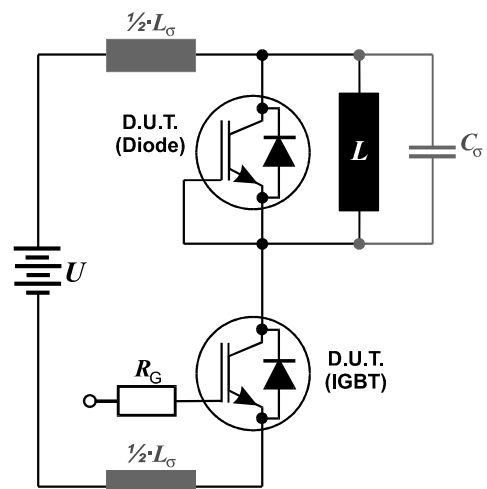 ½·Lσ
D.U.T.
(Diode)
L
Cσ
U
RG
D.U.T.
(IGBT)
½·Lσ